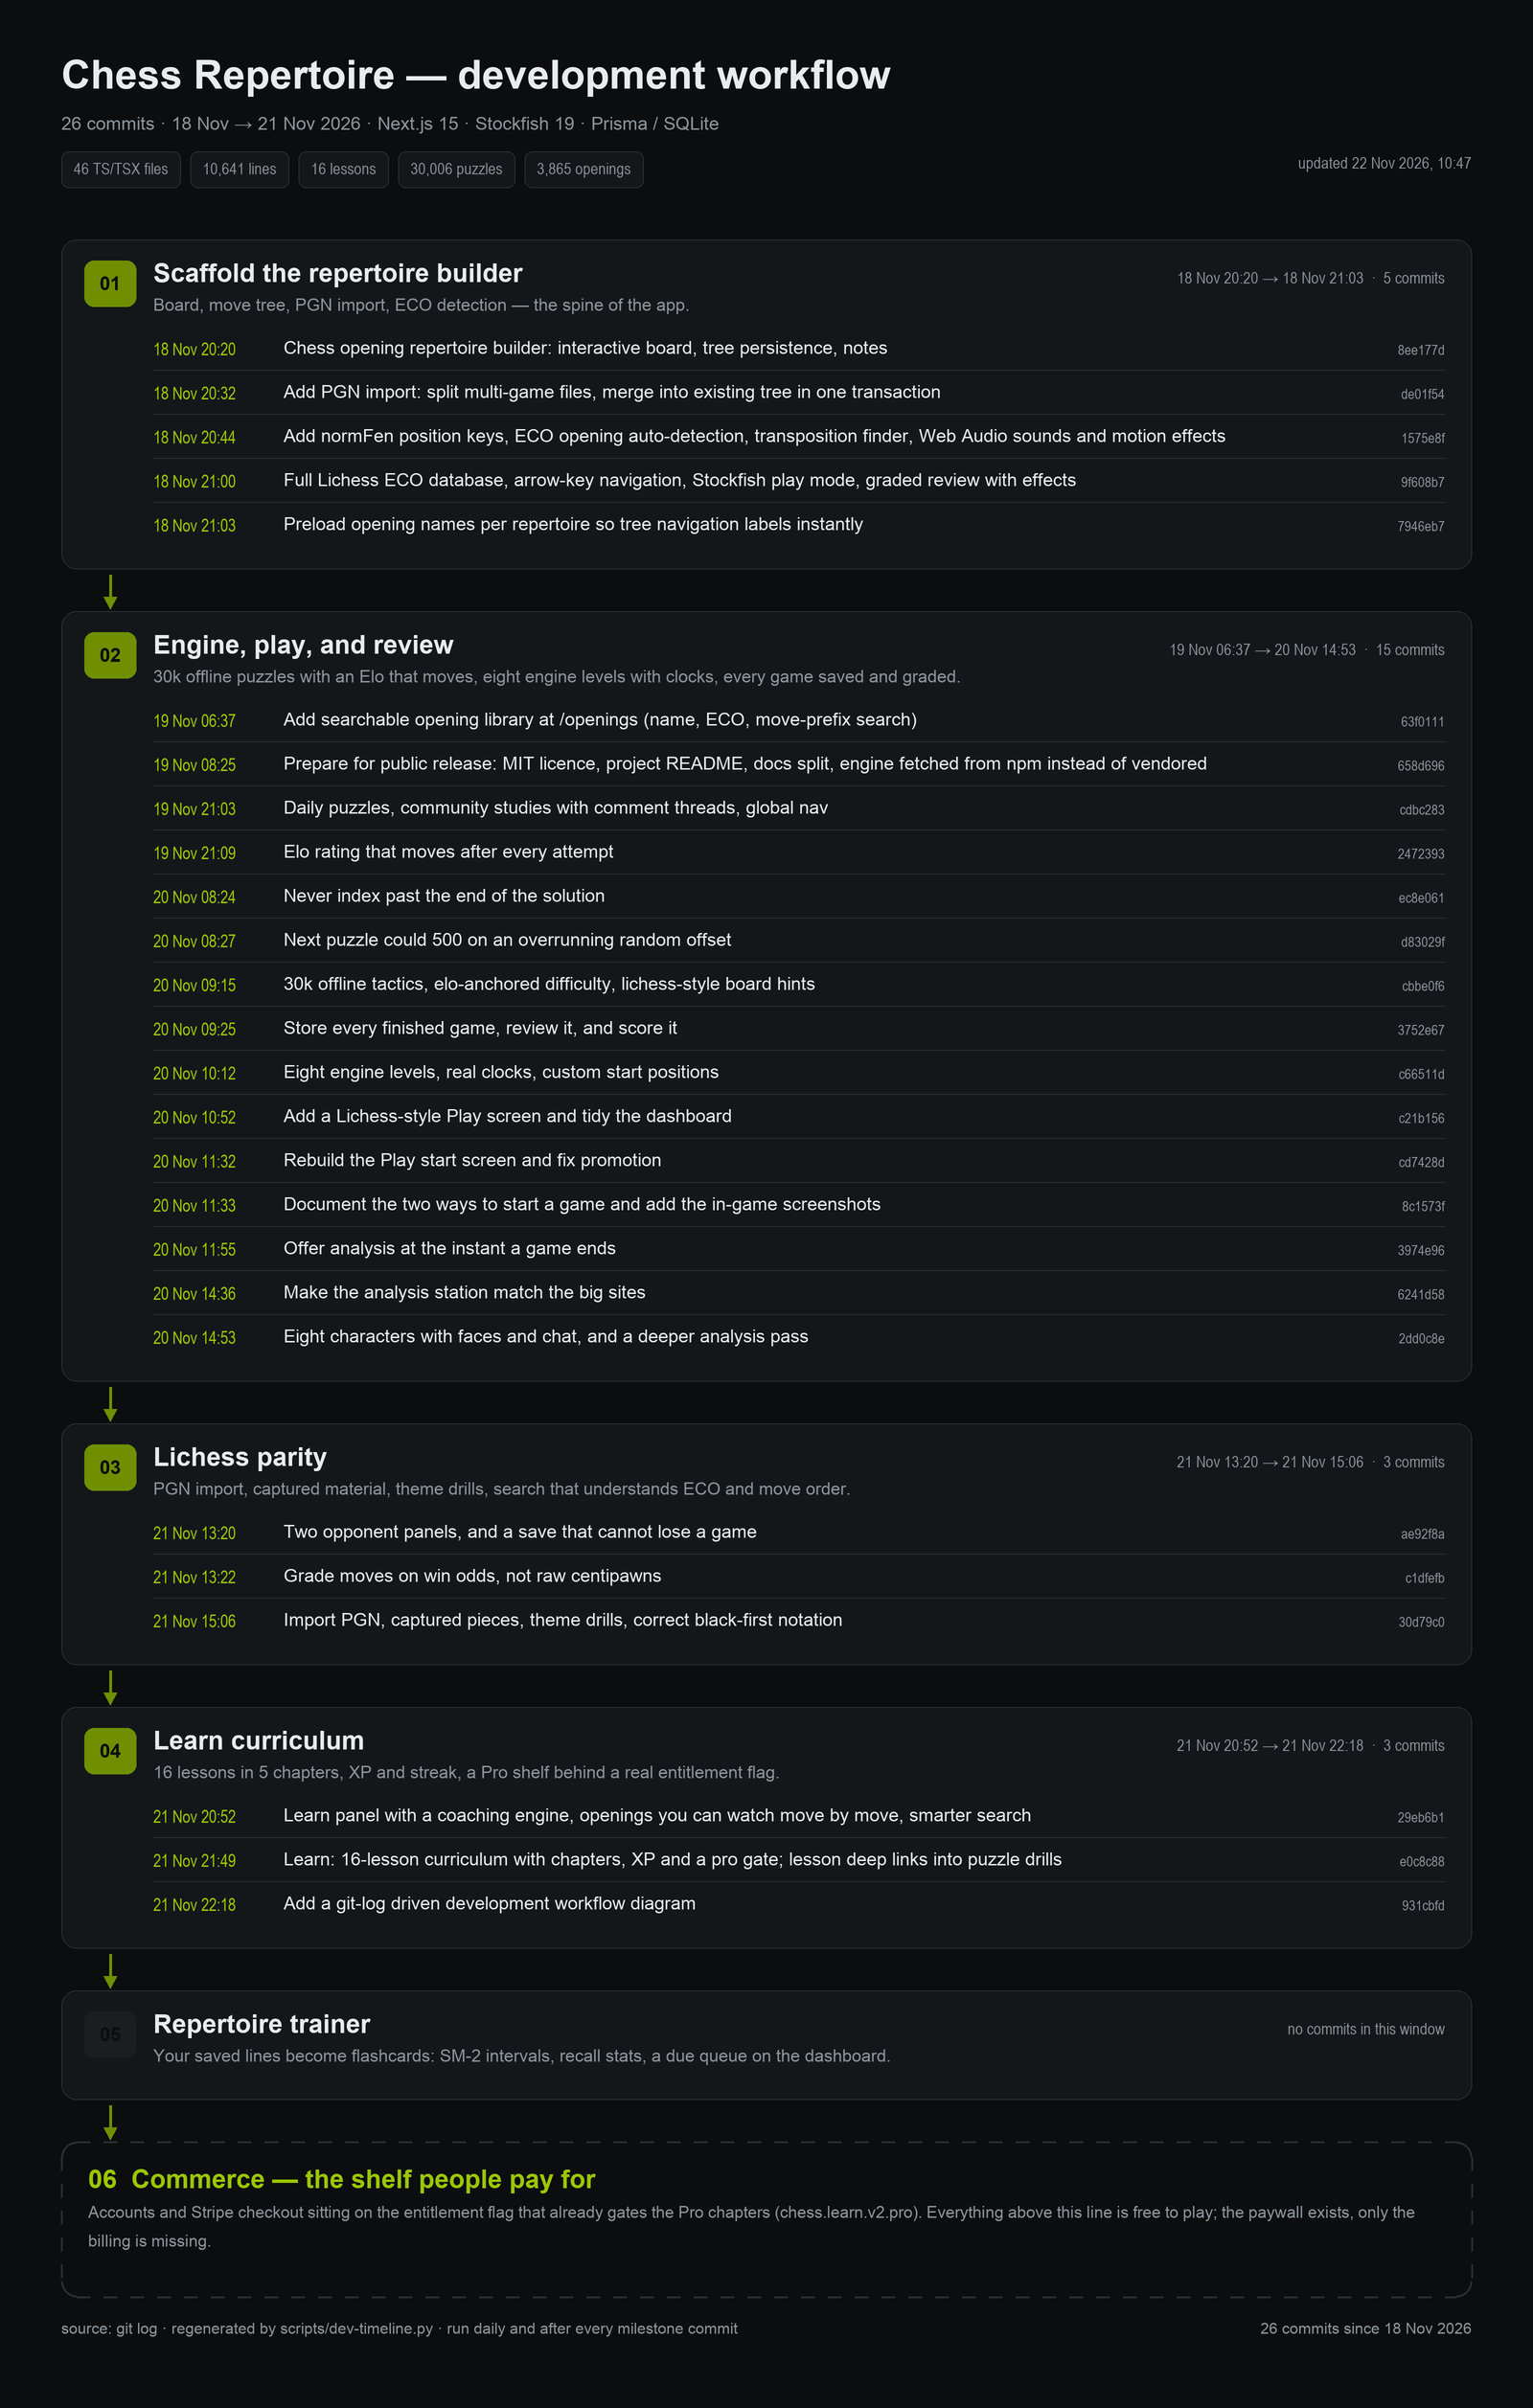 Chess Repertoire — development workflow
26 commits · 18 Nov → 21 Nov 2026 · Next.js 15 · Stockfish 19 · Prisma / SQLite
46 TS/TSX files 10,641 lines 16 lessons 30,006 puzzles 3,865 openings updated 22 Nov 2026, 10:47
01 Scaffold the repertoire builder 18 Nov 20:20 → 18 Nov 21:03 · 5 commits
Board, move tree, PGN import, ECO detection — the spine of the app.
18 Nov 20:20 Chess opening repertoire builder: interactive board, tree persistence, notes 8ee177d
18 Nov 20:32 Add PGN import: split multi-game files, merge into existing tree in one transaction de01f54
18 Nov 20:44 Add normFen position keys, ECO opening auto-detection, transposition finder, Web Audio sounds and motion effects 1575e8f
18 Nov 21:00 Full Lichess ECO database, arrow-key navigation, Stockfish play mode, graded review with effects 9f608b7
18 Nov 21:03 Preload opening names per repertoire so tree navigation labels instantly 7946eb7
02 Engine, play, and review 19 Nov 06:37 → 20 Nov 14:53 · 15 commits
30k offline puzzles with an Elo that moves, eight engine levels with clocks, every game saved and graded.
19 Nov 06:37 Add searchable opening library at /openings (name, ECO, move-prefix search) 63f0111
19 Nov 08:25 Prepare for public release: MIT licence, project README, docs split, engine fetched from npm instead of vendored 658d696
19 Nov 21:03 Daily puzzles, community studies with comment threads, global nav cdbc283
19 Nov 21:09 Elo rating that moves after every attempt 2472393
20 Nov 08:24 Never index past the end of the solution ec8e061
20 Nov 08:27 Next puzzle could 500 on an overrunning random offset d83029f
20 Nov 09:15 30k offline tactics, elo-anchored difficulty, lichess-style board hints cbbe0f6
20 Nov 09:25 Store every finished game, review it, and score it 3752e67
20 Nov 10:12 Eight engine levels, real clocks, custom start positions c66511d
20 Nov 10:52 Add a Lichess-style Play screen and tidy the dashboard c21b156
20 Nov 11:32 Rebuild the Play start screen and fix promotion cd7428d
20 Nov 11:33 Document the two ways to start a game and add the in-game screenshots 8c1573f
20 Nov 11:55 Offer analysis at the instant a game ends 3974e96
20 Nov 14:36 Make the analysis station match the big sites 6241d58
20 Nov 14:53 Eight characters with faces and chat, and a deeper analysis pass 2dd0c8e
03 Lichess parity 21 Nov 13:20 → 21 Nov 15:06 · 3 commits
PGN import, captured material, theme drills, search that understands ECO and move order.
21 Nov 13:20 Two opponent panels, and a save that cannot lose a game ae92f8a
21 Nov 13:22 Grade moves on win odds, not raw centipawns c1dfefb
21 Nov 15:06 Import PGN, captured pieces, theme drills, correct black-first notation 30d79c0
04 Learn curriculum 21 Nov 20:52 → 21 Nov 22:18 · 3 commits
16 lessons in 5 chapters, XP and streak, a Pro shelf behind a real entitlement flag.
21 Nov 20:52 Learn panel with a coaching engine, openings you can watch move by move, smarter search 29eb6b1
21 Nov 21:49 Learn: 16-lesson curriculum with chapters, XP and a pro gate; lesson deep links into puzzle drills e0c8c88
21 Nov 22:18 Add a git-log driven development workflow diagram 931cbfd
05 Repertoire trainer no commits in this window
Your saved lines become flashcards: SM-2 intervals, recall stats, a due queue on the dashboard.
06 Commerce — the shelf people pay for
Accounts and Stripe checkout sitting on the entitlement flag that already gates the Pro chapters (chess.learn.v2.pro). Everything above this line is free to play; the paywall exists, only the
billing is missing.
source: git log · regenerated by scripts/dev-timeline.py · run daily and after every milestone commit 26 commits since 18 Nov 2026